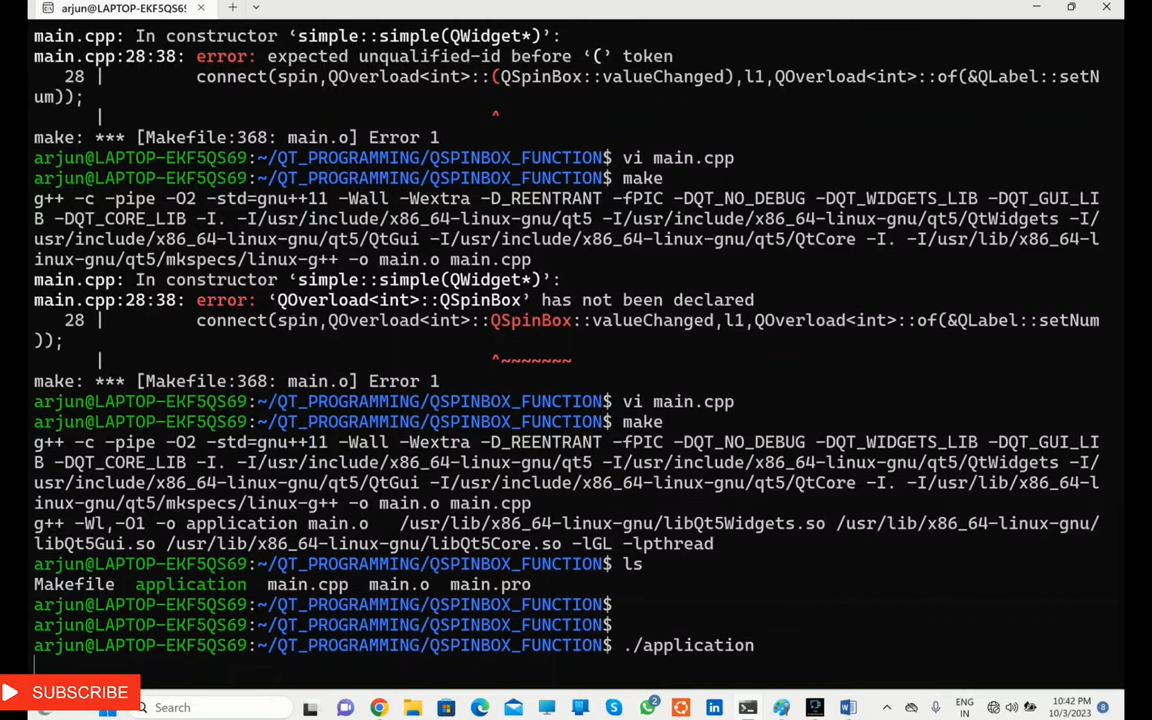 arjun@LAPTOP-EKF5QS69
main.cpp: In constructor ‘simple::simple(QWidget*)’:
main.cpp:28:38: error: expected unqualified-id before ‘(’ token
28 | connect(spin,QOverload<int>::(QSpinBox::valueChanged),l1,QOverload<int>::of(&QLabel::setN
um));
| ^
make: *** [Makefile:368: main.o] Error 1
arjun@LAPTOP-EKF5QS69:~/QT_PROGRAMMING/QSPINBOX_FUNCTION$ vi main.cpp
arjun@LAPTOP-EKF5QS69:~/QT_PROGRAMMING/QSPINBOX_FUNCTION$ make
g++ -c -pipe -O2 -std=gnu++11 -Wall -Wextra -D_REENTRANT -fPIC -DQT_NO_DEBUG -DQT_WIDGETS_LIB -DQT_GUI_LI
B -DQT_CORE_LIB -I. -I/usr/include/x86_64-linux-gnu/qt5 -I/usr/include/x86_64-linux-gnu/qt5/QtWidgets -I/
usr/include/x86_64-linux-gnu/qt5/QtGui -I/usr/include/x86_64-linux-gnu/qt5/QtCore -I. -I/usr/lib/x86_64-l
inux-gnu/qt5/mkspecs/linux-g++ -o main.o main.cpp
main.cpp: In constructor ‘simple::simple(QWidget*)’:
main.cpp:28:38: error: ‘QOverload<int>::QSpinBox’ has not been declared
28 | connect(spin,QOverload<int>::QSpinBox::valueChanged,l1,QOverload<int>::of(&QLabel::setNum
));
| ^~~~~~~~
make: *** [Makefile:368: main.o] Error 1
arjun@LAPTOP-EKF5QS69:~/QT_PROGRAMMING/QSPINBOX_FUNCTION$ vi main.cpp
arjun@LAPTOP-EKF5QS69:~/QT_PROGRAMMING/QSPINBOX_FUNCTION$ make
g++ -c -pipe -O2 -std=gnu++11 -Wall -Wextra -D_REENTRANT -fPIC -DQT_NO_DEBUG -DQT_WIDGETS_LIB -DQT_GUI_LI
B -DQT_CORE_LIB -I. -I/usr/include/x86_64-linux-gnu/qt5 -I/usr/include/x86_64-linux-gnu/qt5/QtWidgets -I/
usr/include/x86_64-linux-gnu/qt5/QtGui -I/usr/include/x86_64-linux-gnu/qt5/QtCore -I. -I/usr/lib/x86_64-l
inux-gnu/qt5/mkspecs/linux-g++ -o main.o main.cpp
g++ -Wl,-O1 -o application main.o /usr/lib/x86_64-linux-gnu/libQt5Widgets.so /usr/lib/x86_64-linux-gnu/
libQt5Gui.so /usr/lib/x86_64-linux-gnu/libQt5Core.so -lGL -lpthread
arjun@LAPTOP-EKF5QS69:~/QT_PROGRAMMING/QSPINBOX_FUNCTION$ ls
Makefile application main.cpp main.o main.pro
arjun@LAPTOP-EKF5QS69:~/QT_PROGRAMMING/QSPINBOX_FUNCTION$
arjun@LAPTOP-EKF5QS69:~/QT_PROGRAMMING/QSPINBOX_FUNCTION$
arjun@LAPTOP-EKF5QS69:~/QT_PROGRAMMING/QSPINBOX_FUNCTION$ ./application
SUBSCRIBE
Search
2
ENG
IN
10:42 PM
10/3/2023
8